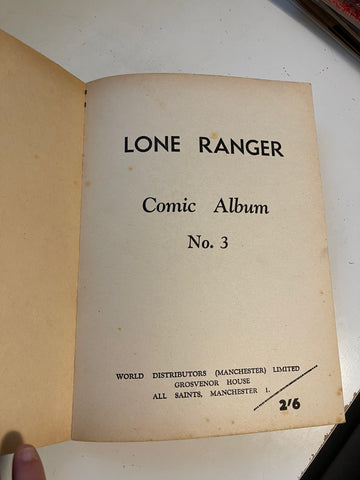 LONE RANGER
Comic Album
No. 3
WORLD DISTRIBUTORS (MANCHESTER) LIMITED
GROSVENOR HOUSE
ALL SAINTS, MANCHESTER 1.
2'6